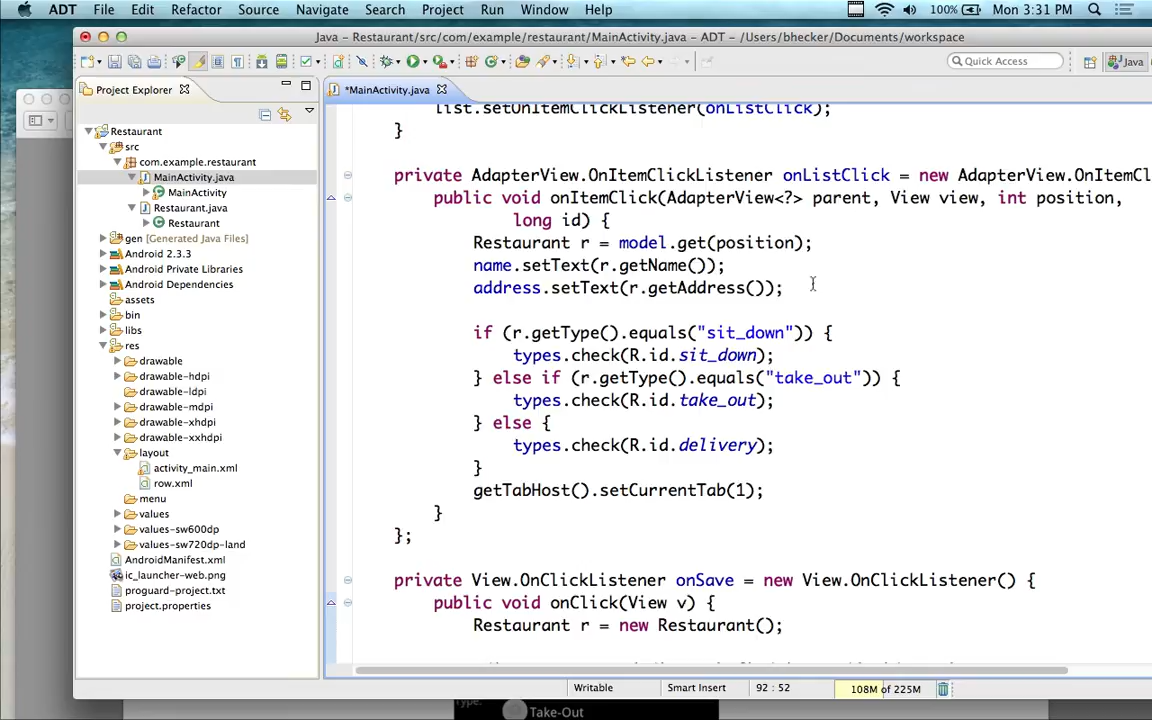 ADT File Edit Refactor Source Navigate Search Project Run Window Help 100% Mon 3:31 PM
Java – Restaurant/src/com/example/restaurant/MainActivity.java – ADT – /Users/bhecker/Documents/workspace
Quick Access
Java
Project Explorer
*MainActivity.java
Restaurant
src
com.example.restaurant
MainActivity.java
MainActivity
Restaurant.java
Restaurant
gen [Generated Java Files]
Android 2.3.3
Android Private Libraries
Android Dependencies
assets
bin
libs
res
drawable
drawable-hdpi
drawable-ldpi
drawable-mdpi
drawable-xhdpi
drawable-xxhdpi
layout
activity_main.xml
row.xml
menu
values
values-sw600dp
values-sw720dp-land
AndroidManifest.xml
ic_launcher-web.png
proguard-project.txt
project.properties
list.setOnItemClickListener(onListClick);
}
private AdapterView.OnItemClickListener onListClick = new AdapterView.OnItemCl
public void onItemClick(AdapterView<?> parent, View view, int position,
long id) {
Restaurant r = model.get(position);
name.setText(r.getName());
address.setText(r.getAddress());
if (r.getType().equals("sit_down")) {
types.check(R.id.sit_down);
} else if (r.getType().equals("take_out")) {
types.check(R.id.take_out);
} else {
types.check(R.id.delivery);
}
getTabHost().setCurrentTab(1);
}
};
private View.OnClickListener onSave = new View.OnClickListener() {
public void onClick(View v) {
Restaurant r = new Restaurant();
Writable Smart Insert 92 : 52 108M of 225M
Type: Take-Out